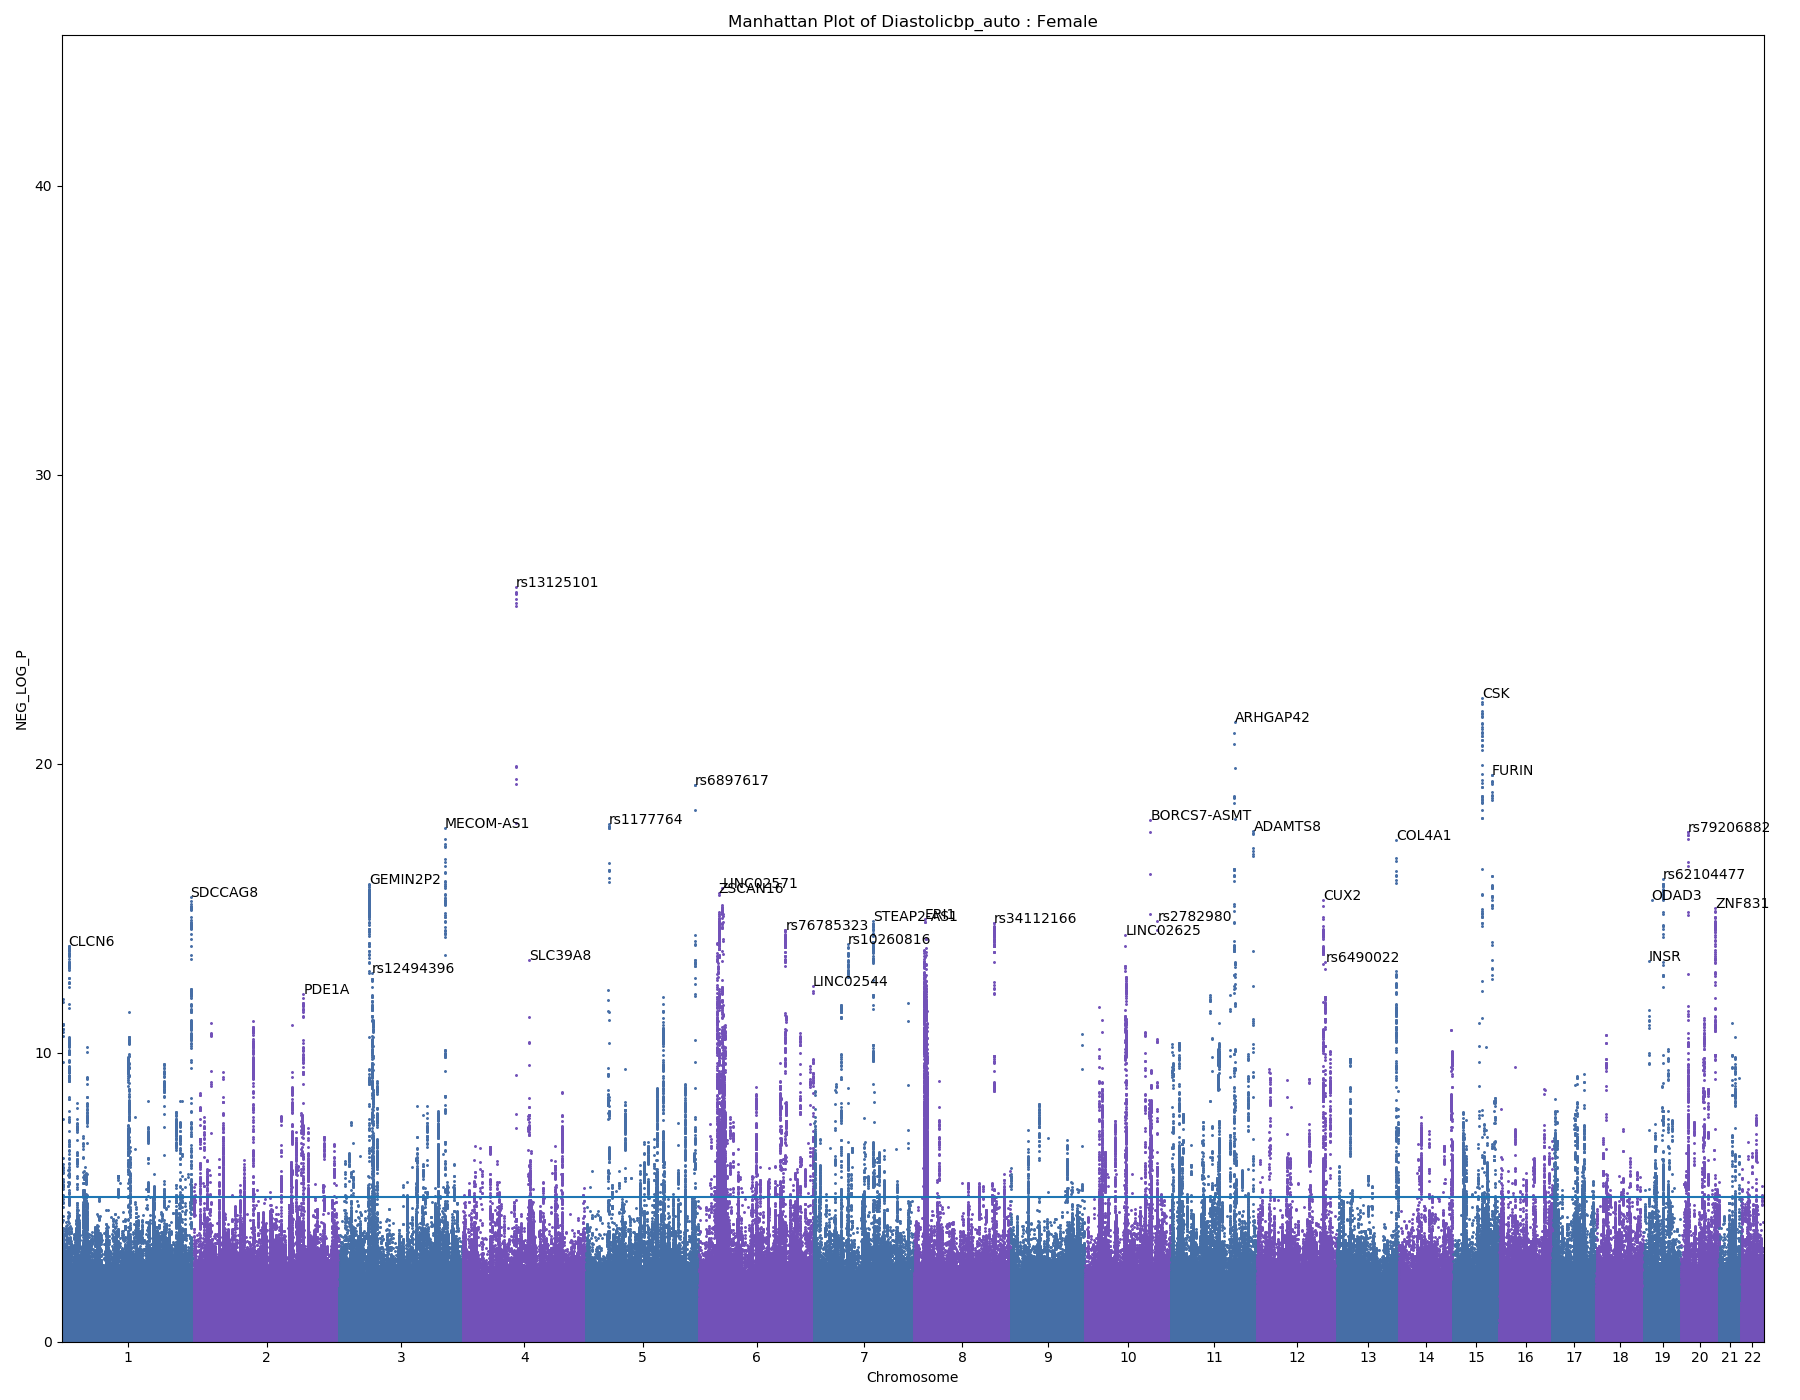 Manhattan Plot of Diastolicbp_auto : Female
40
30
rs13125101
CSK
ARHGAP42
NEG_LOG_P
20
FURIN
rs6897617
rs1177764
MECOM-AS1
BORCS7-ASMT
ADAMTS8
rs79206882
COL4A1
GEMIN2P2
rs62104477
LINC02571
ZSCAN16
SDCCAG8
CUX2
ODAD3
ZNF831
STEAP2-AS1
rs34112166
rs2782980
rs76785323
LINC02625
CLCN6
rs10260816
SLC39A8
rs6490022
INSR
rs12494396
LINC02544
PDE1A
10
0
1 2 3 4 5 6 7 8 9 10 11 12 13 14 15 16 17 18 19 20 21 22
Chromosome